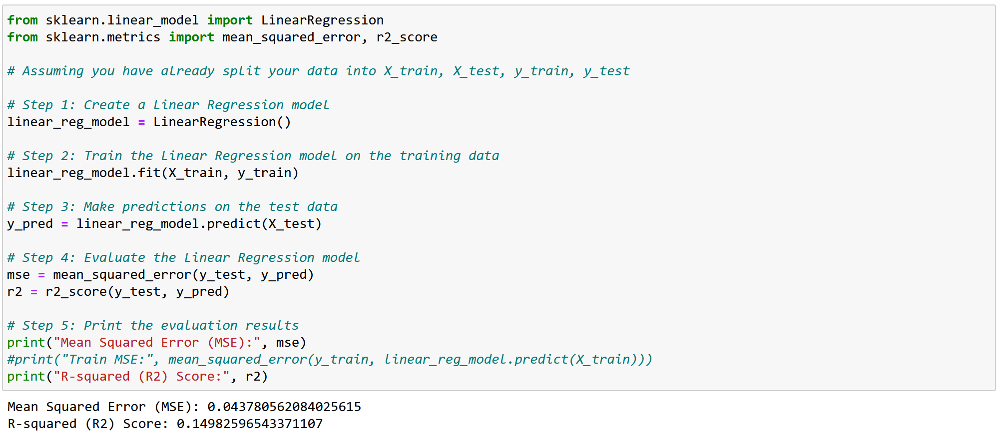 from sklearn.linear_model import LinearRegression
from sklearn.metrics import mean_squared_error, r2_score
# Assuming you have already split your data into X_train, X_test, y_train, y_test
# Step 1: Create a Linear Regression model
linear_reg_model = LinearRegression()
# Step 2: Train the Linear Regression model on the training data
linear_reg_model.fit(X_train, y_train)
# Step 3: Make predictions on the test data
y_pred = linear_reg_model.predict(X_test)
# Step 4: Evaluate the Linear Regression model
mse = mean_squared_error(y_test, y_pred)
r2 = r2_score(y_test, y_pred)
# Step 5: Print the evaluation results
print("Mean Squared Error (MSE):", mse)
#print("Train MSE:", mean_squared_error(y_train, linear_reg_model.predict(X_train)))
print("R-squared (R2) Score:", r2)
Mean Squared Error (MSE): 0.043780562084025615
R-squared (R2) Score: 0.14982596543371107